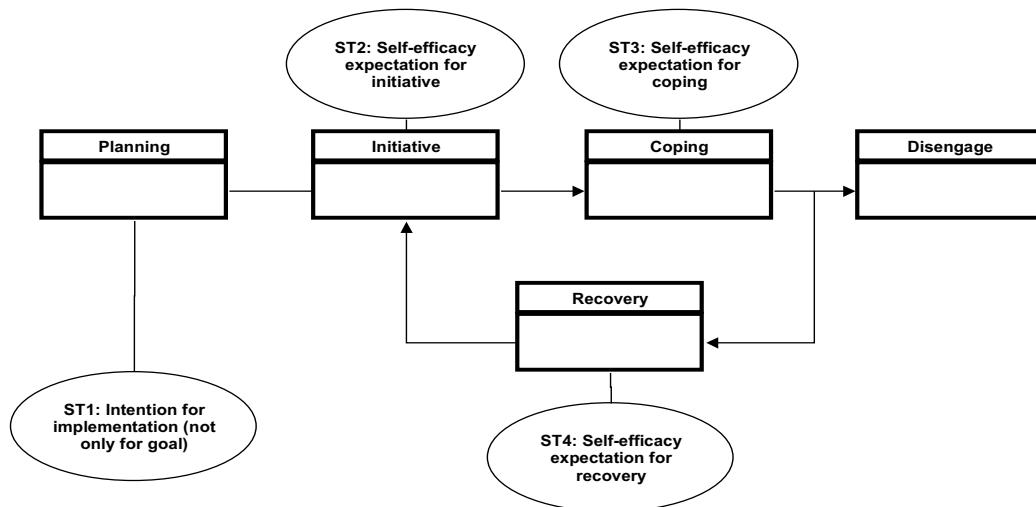 ST2: Self-efficacy
expectation for
initiative
ST3: Self-efficacy
expectation for
coping
Planning
Initiative
Coping
Disengage
Recovery
ST1: Intention for
implementation (not
only for goal)
ST4: Self-efficacy
expectation for
recovery